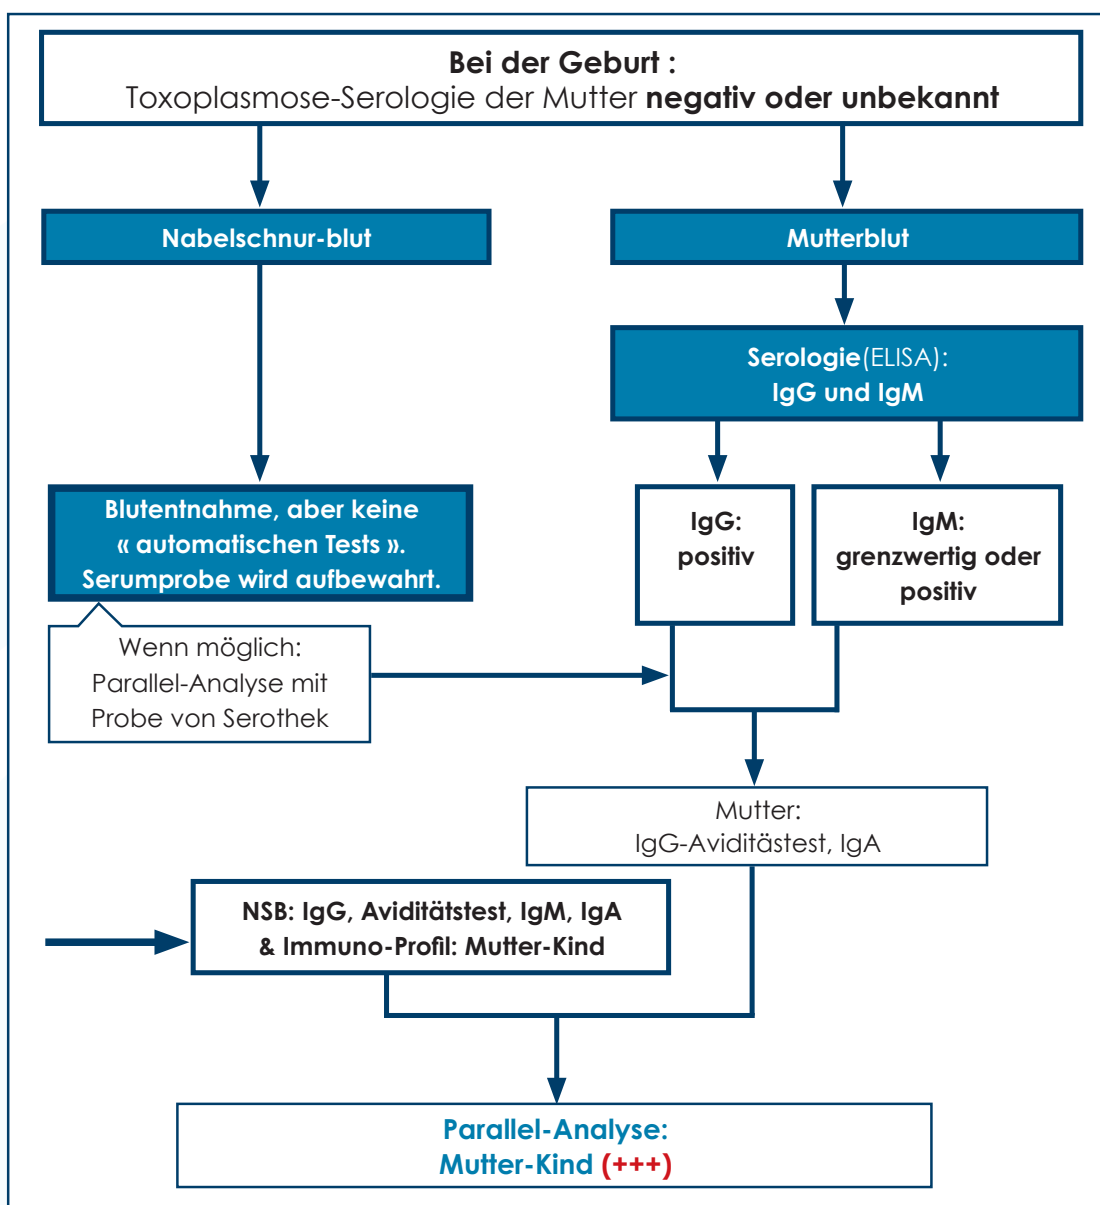 Bei der Geburt :
Toxoplasmose-Serologie der Mutter negativ oder unbekannt
Nabelschnur-blut
Mutterblut
Serologie(ELISA):
IgG und IgM
Blutentnahme, aber keine
« automatischen Tests ».
Serumprobe wird aufbewahrt.
IgG:
positiv
IgM:
grenzwertig oder
positiv
Wenn möglich:
Parallel-Analyse mit
Probe von Serothek
Mutter:
IgG-Aviditästest, IgA
NSB: IgG, Aviditätstest, IgM, IgA
& Immuno-Profil: Mutter-Kind
Parallel-Analyse:
Mutter-Kind (+++)